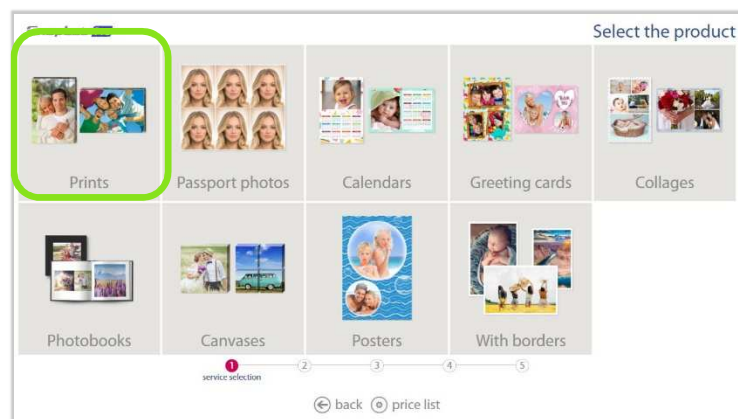 Select the product
Prints
Passport photos
Calendars
Greeting cards
Collages
Photobooks
Canvases
Posters
With borders
1 2 3 4 5
service selection
back price list